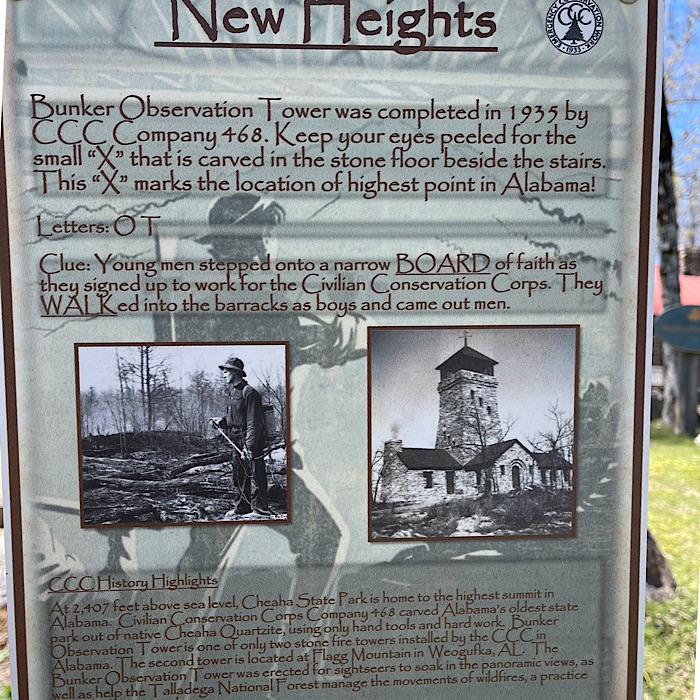 New Heights
EMERGENCY CONSERVATION WORK
CCC
1933
Bunker Observation Tower was completed in 1935 by
CCC Company 468. Keep your eyes peeled for the
small “X” that is carved in the stone floor beside the stairs.
This “X” marks the location of highest point in Alabama!
Letters: O T
Clue: Young men stepped onto a narrow BOARD of faith as
they signed up to work for the Civilian Conservation Corps. They
WALKed into the barracks as boys and came out men.
CCC History Highlights
At 2,407 feet above sea level, Cheaha State Park is home to the highest summit in
Alabama. Civilian Conservation Corps Company 468 carved Alabama's oldest state
park out of native Cheaha Quartzite, using only hand tools and hard work. Bunker
Observation Tower is one of only two stone fire towers installed by the CCC in
Alabama. The second tower is located at Flagg Mountain in Weogufka, AL. The
Bunker Observation Tower was erected for sightseers to soak in the panoramic views, as
well as help the Talladega National Forest manage the movements of wildfires, a practice